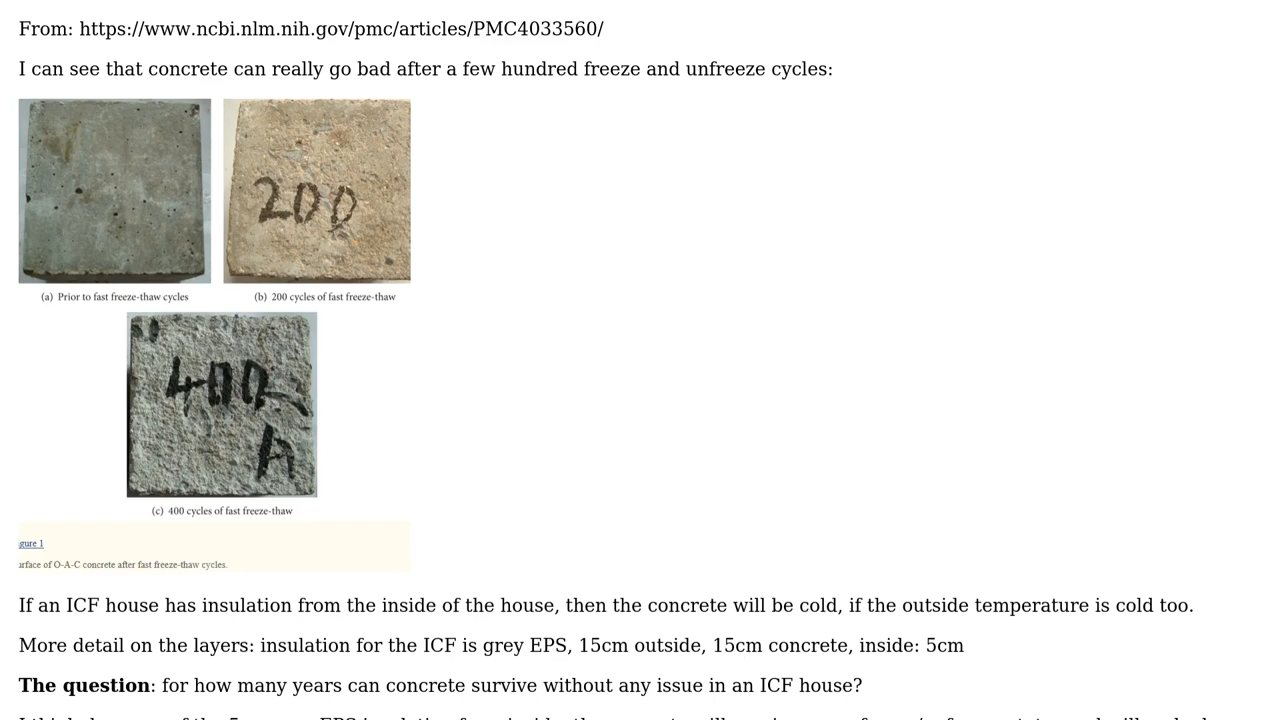 From: https://www.ncbi.nlm.nih.gov/pmc/articles/PMC4033560/
I can see that concrete can really go bad after a few hundred freeze and unfreeze cycles:
200
(a) Prior to fast freeze-thaw cycles
(b) 200 cycles of fast freeze-thaw
400
A
(c) 400 cycles of fast freeze-thaw
gure 1
urface of O-A-C concrete after fast freeze-thaw cycles.
If an ICF house has insulation from the inside of the house, then the concrete will be cold, if the outside temperature is cold too.
More detail on the layers: insulation for the ICF is grey EPS, 15cm outside, 15cm concrete, inside: 5cm
The question: for how many years can concrete survive without any issue in an ICF house?